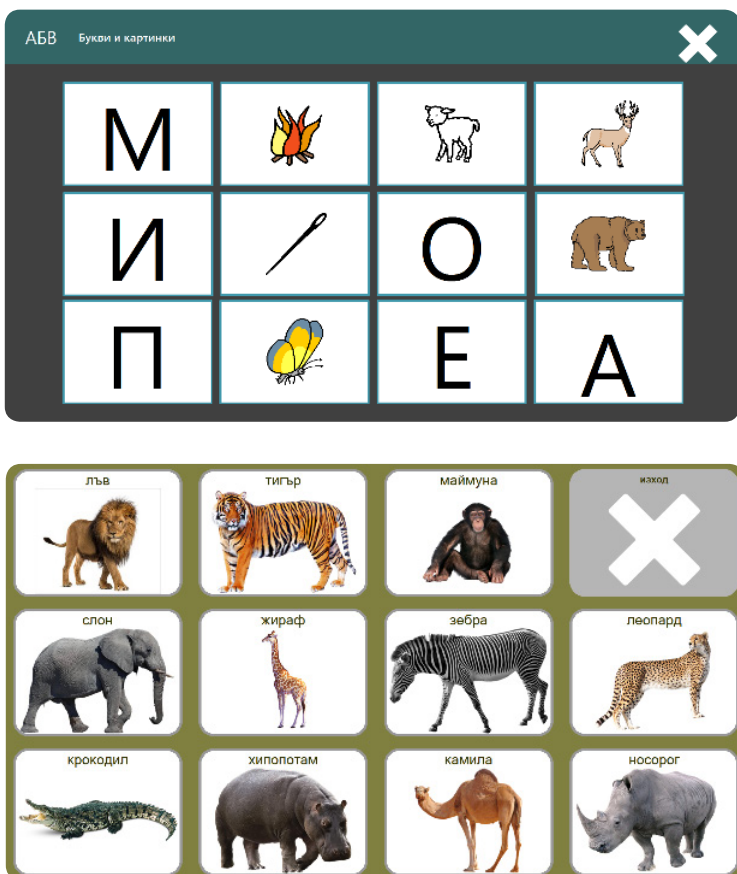 АБВ Букви и картинки
М
И О
П Е А
лъв тигър маймуна изход
слон жираф зебра леопард
крокодил хипопотам камила носорог